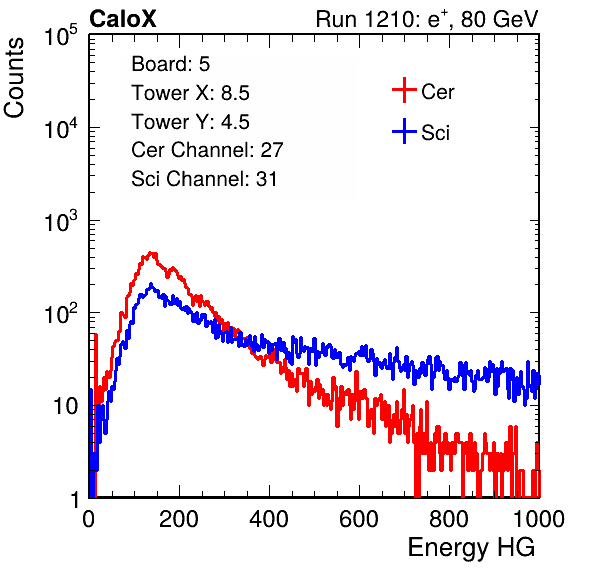 CaloX Run 1210: e⁺, 80 GeV
Board: 5
Tower X: 8.5
Tower Y: 4.5
Cer Channel: 27
Sci Channel: 31
Cer
Sci
Counts
10⁵
10⁴
10³
10²
10
1
0 200 400 600 800 1000
Energy HG